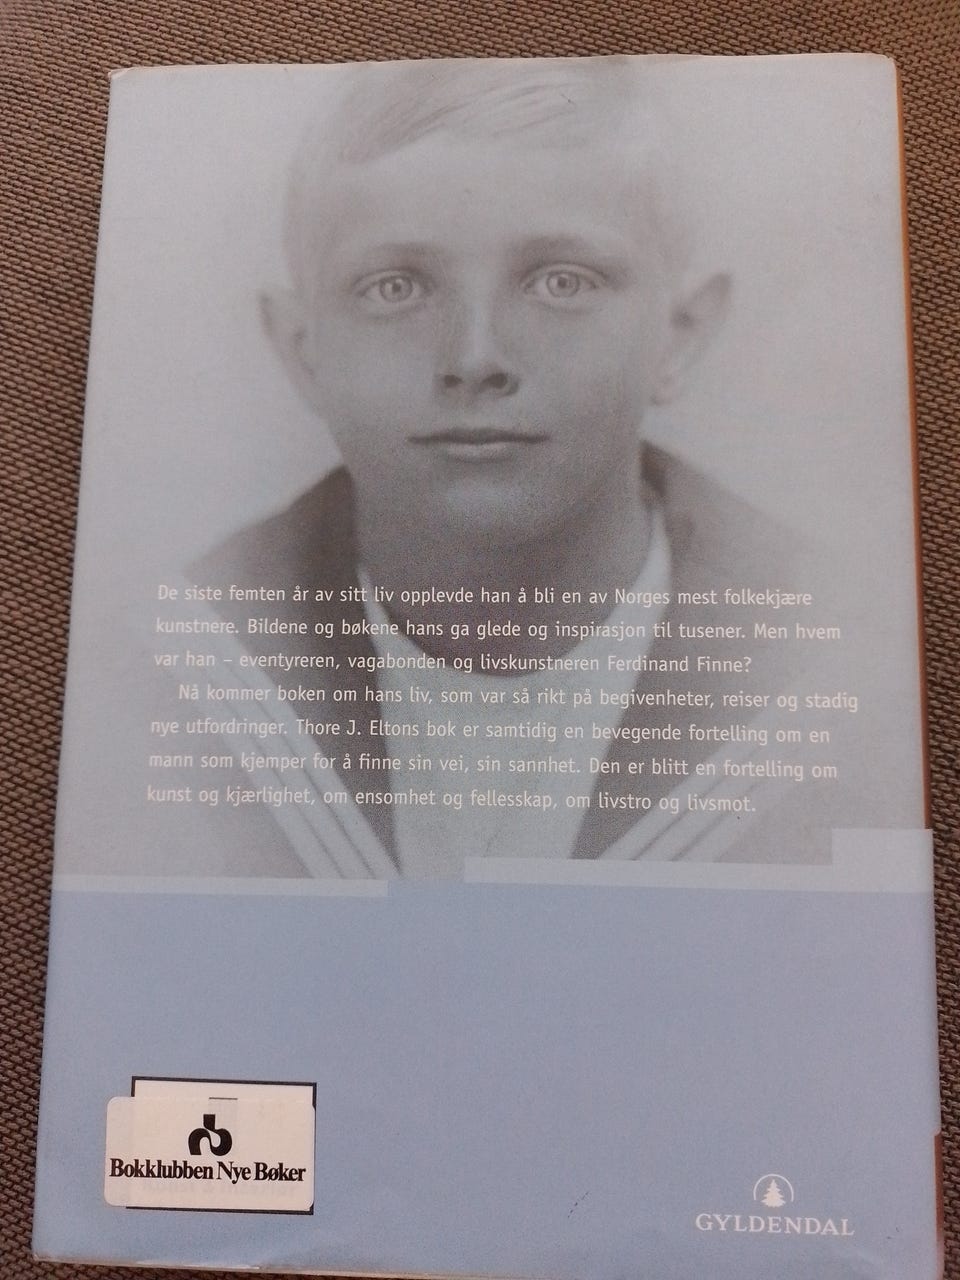 De siste femten år av sitt liv opplevde han å bli en av Norges mest folkekjære
kunstnere. Bildene og bøkene hans ga glede og inspirasjon til tusener. Men hvem
var han – eventyreren, vagabonden og livskunstneren Ferdinand Finne?
Nå kommer boken om hans liv, som var så rikt på begivenheter, reiser og stadig
nye utfordringer. Thore J. Eltons bok er samtidig en bevegende fortelling om en
mann som kjemper for å finne sin vei, sin sannhet. Den er blitt en fortelling om
kunst og kjærlighet, om ensomhet og fellesskap, om livstro og livsmot.
Bokklubben Nye Bøker
GYLDENDAL